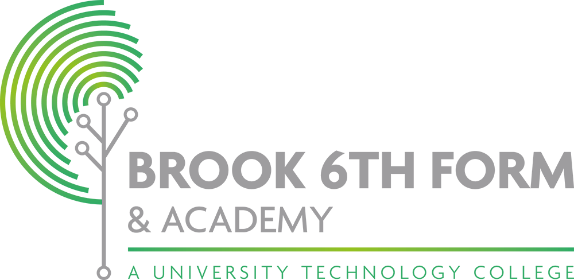 BROOK 6TH FORM
& ACADEMY
A UNIVERSITY TECHNOLOGY COLLEGE